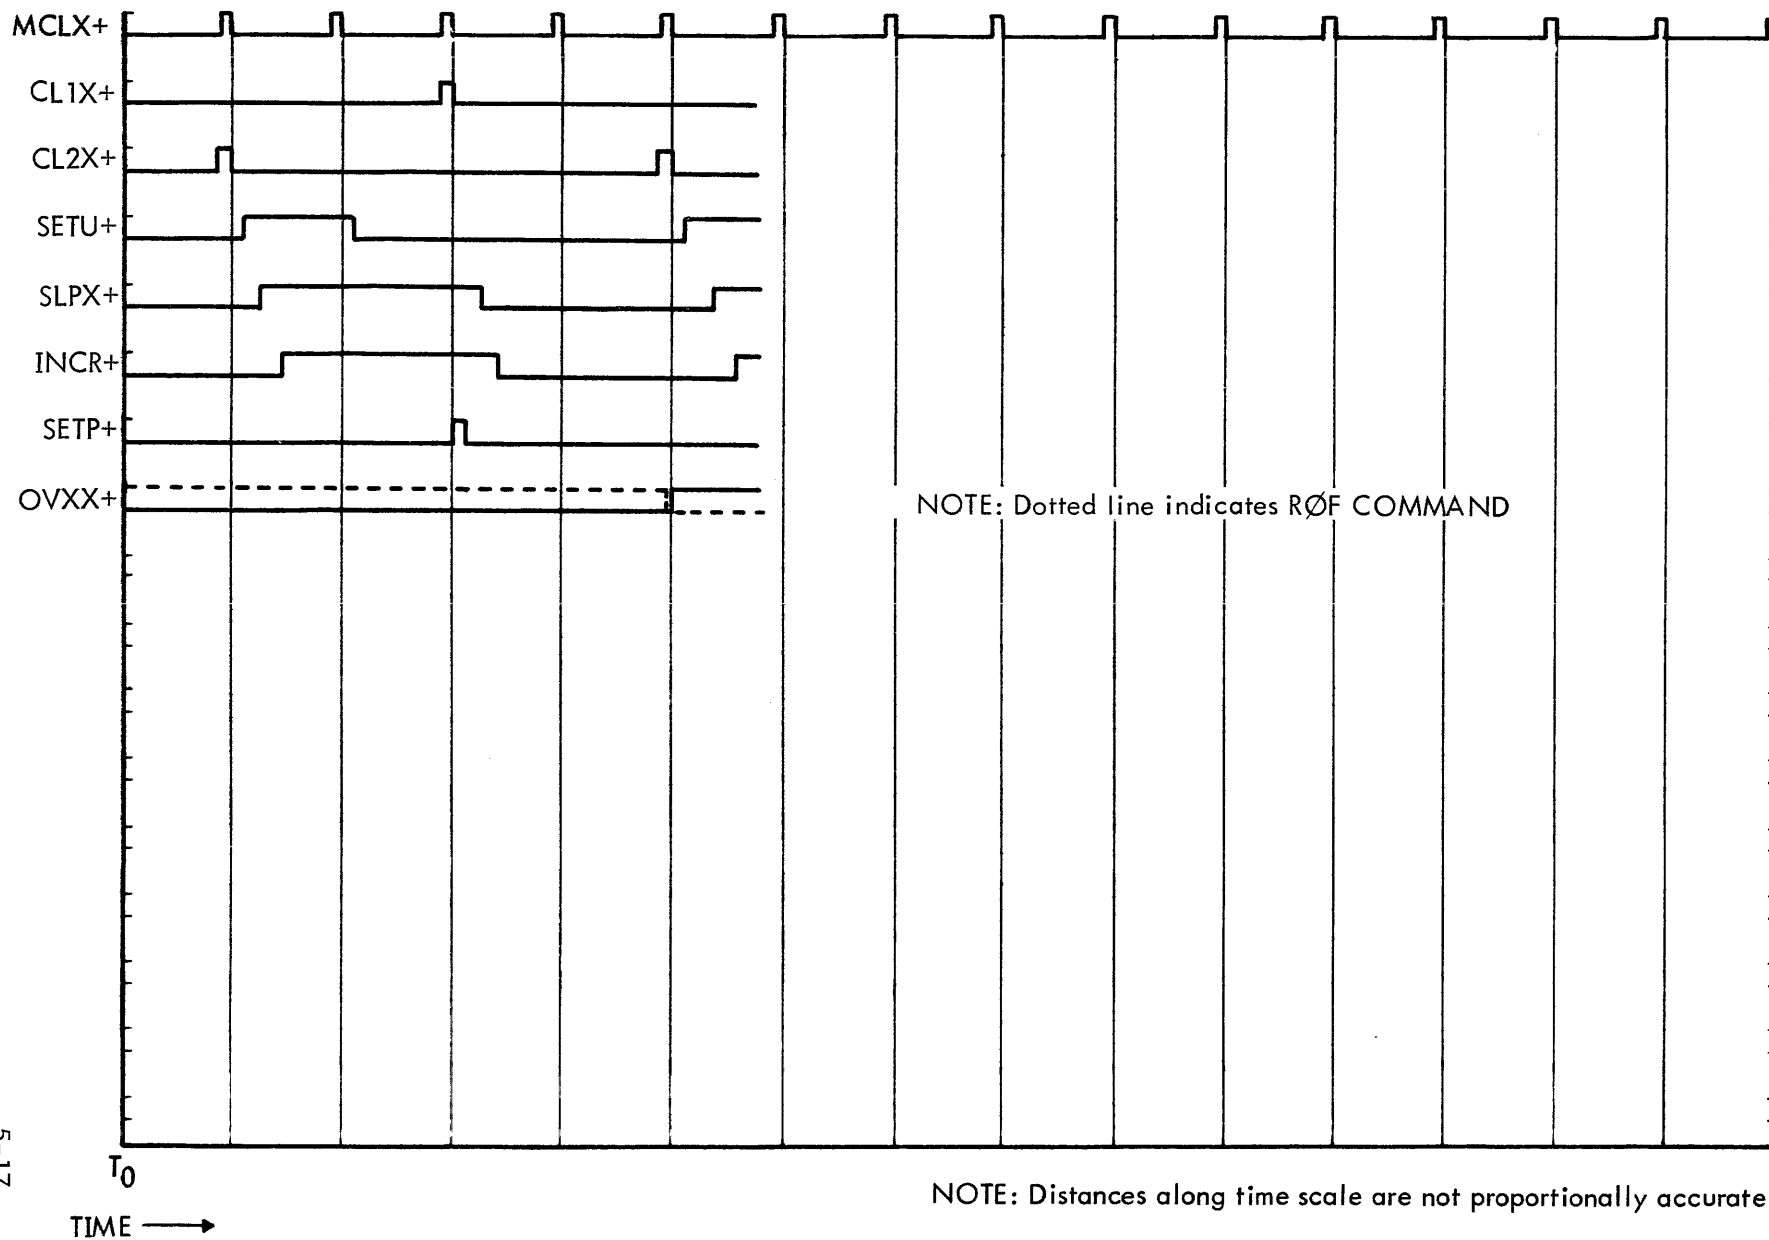 MCLX+
CL1X+
CL2X+
SETU+
SLPX+
INCR+
SETP+
OVXX+
NOTE: Dotted line indicates RØF COMMAND
T0
TIME
NOTE: Distances along time scale are not proportionally accurate
5-17